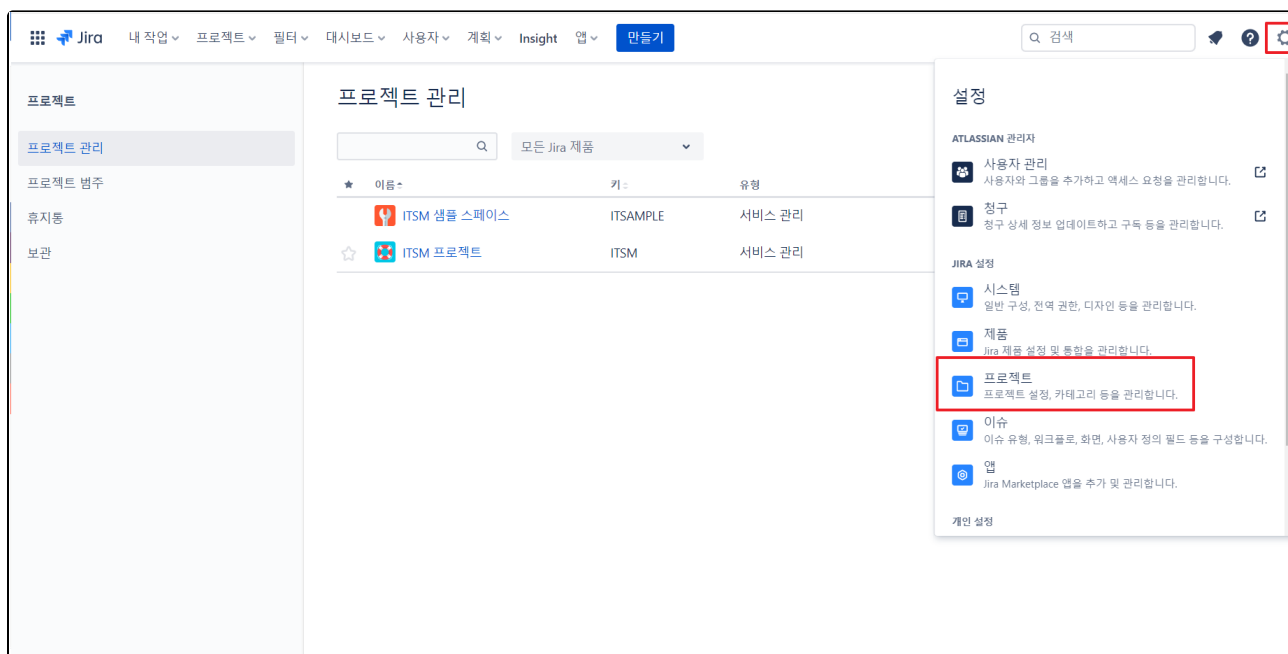 Jira 내 작업 프로젝트 필터 대시보드 사용자 계획 Insight 앱 만들기 검색
프로젝트
프로젝트 관리
프로젝트 범주
휴지통
보관
프로젝트 관리
모든 Jira 제품
이름 키 유형
ITSM 샘플 스페이스 ITSAMPLE 서비스 관리
ITSM 프로젝트 ITSM 서비스 관리
설정
ATLASSIAN 관리자
사용자 관리
사용자와 그룹을 추가하고 액세스 요청을 관리합니다.
청구
청구 상세 정보 업데이트하고 구독 등을 관리합니다.
JIRA 설정
시스템
일반 구성, 전역 권한, 디자인 등을 관리합니다.
제품
Jira 제품 설정 및 통합을 관리합니다.
프로젝트
프로젝트 설정, 카테고리 등을 관리합니다.
이슈
이슈 유형, 워크플로, 화면, 사용자 정의 필드 등을 구성합니다.
앱
Jira Marketplace 앱을 추가 및 관리합니다.
개인 설정